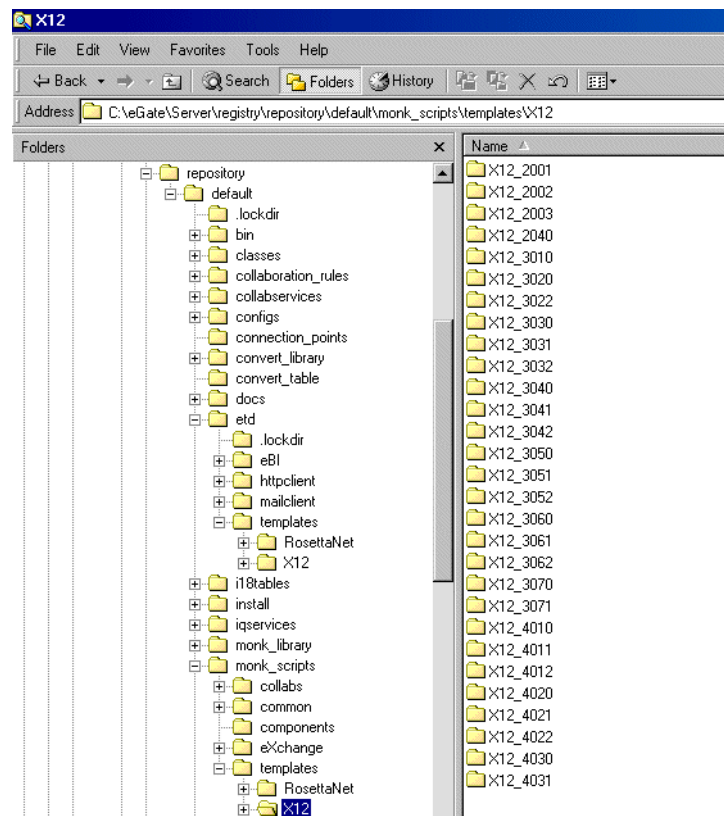 X12
File Edit View Favorites Tools Help
Back Search Folders History
Address C:\eGate\Server\registry\repository\default\monk_scripts\templates\X12
Folders
repository
default
.lockdir
bin
classes
collaboration_rules
collabservices
configs
connection_points
convert_library
convert_table
docs
etd
.lockdir
eBI
httpclient
mailclient
templates
RosettaNet
X12
i18tables
install
iqservices
monk_library
monk_scripts
collabs
common
components
eXchange
templates
RosettaNet
X12
Name
X12_2001
X12_2002
X12_2003
X12_2040
X12_3010
X12_3020
X12_3022
X12_3030
X12_3031
X12_3032
X12_3040
X12_3041
X12_3042
X12_3050
X12_3051
X12_3052
X12_3060
X12_3061
X12_3062
X12_3070
X12_3071
X12_4010
X12_4011
X12_4012
X12_4020
X12_4021
X12_4022
X12_4030
X12_4031